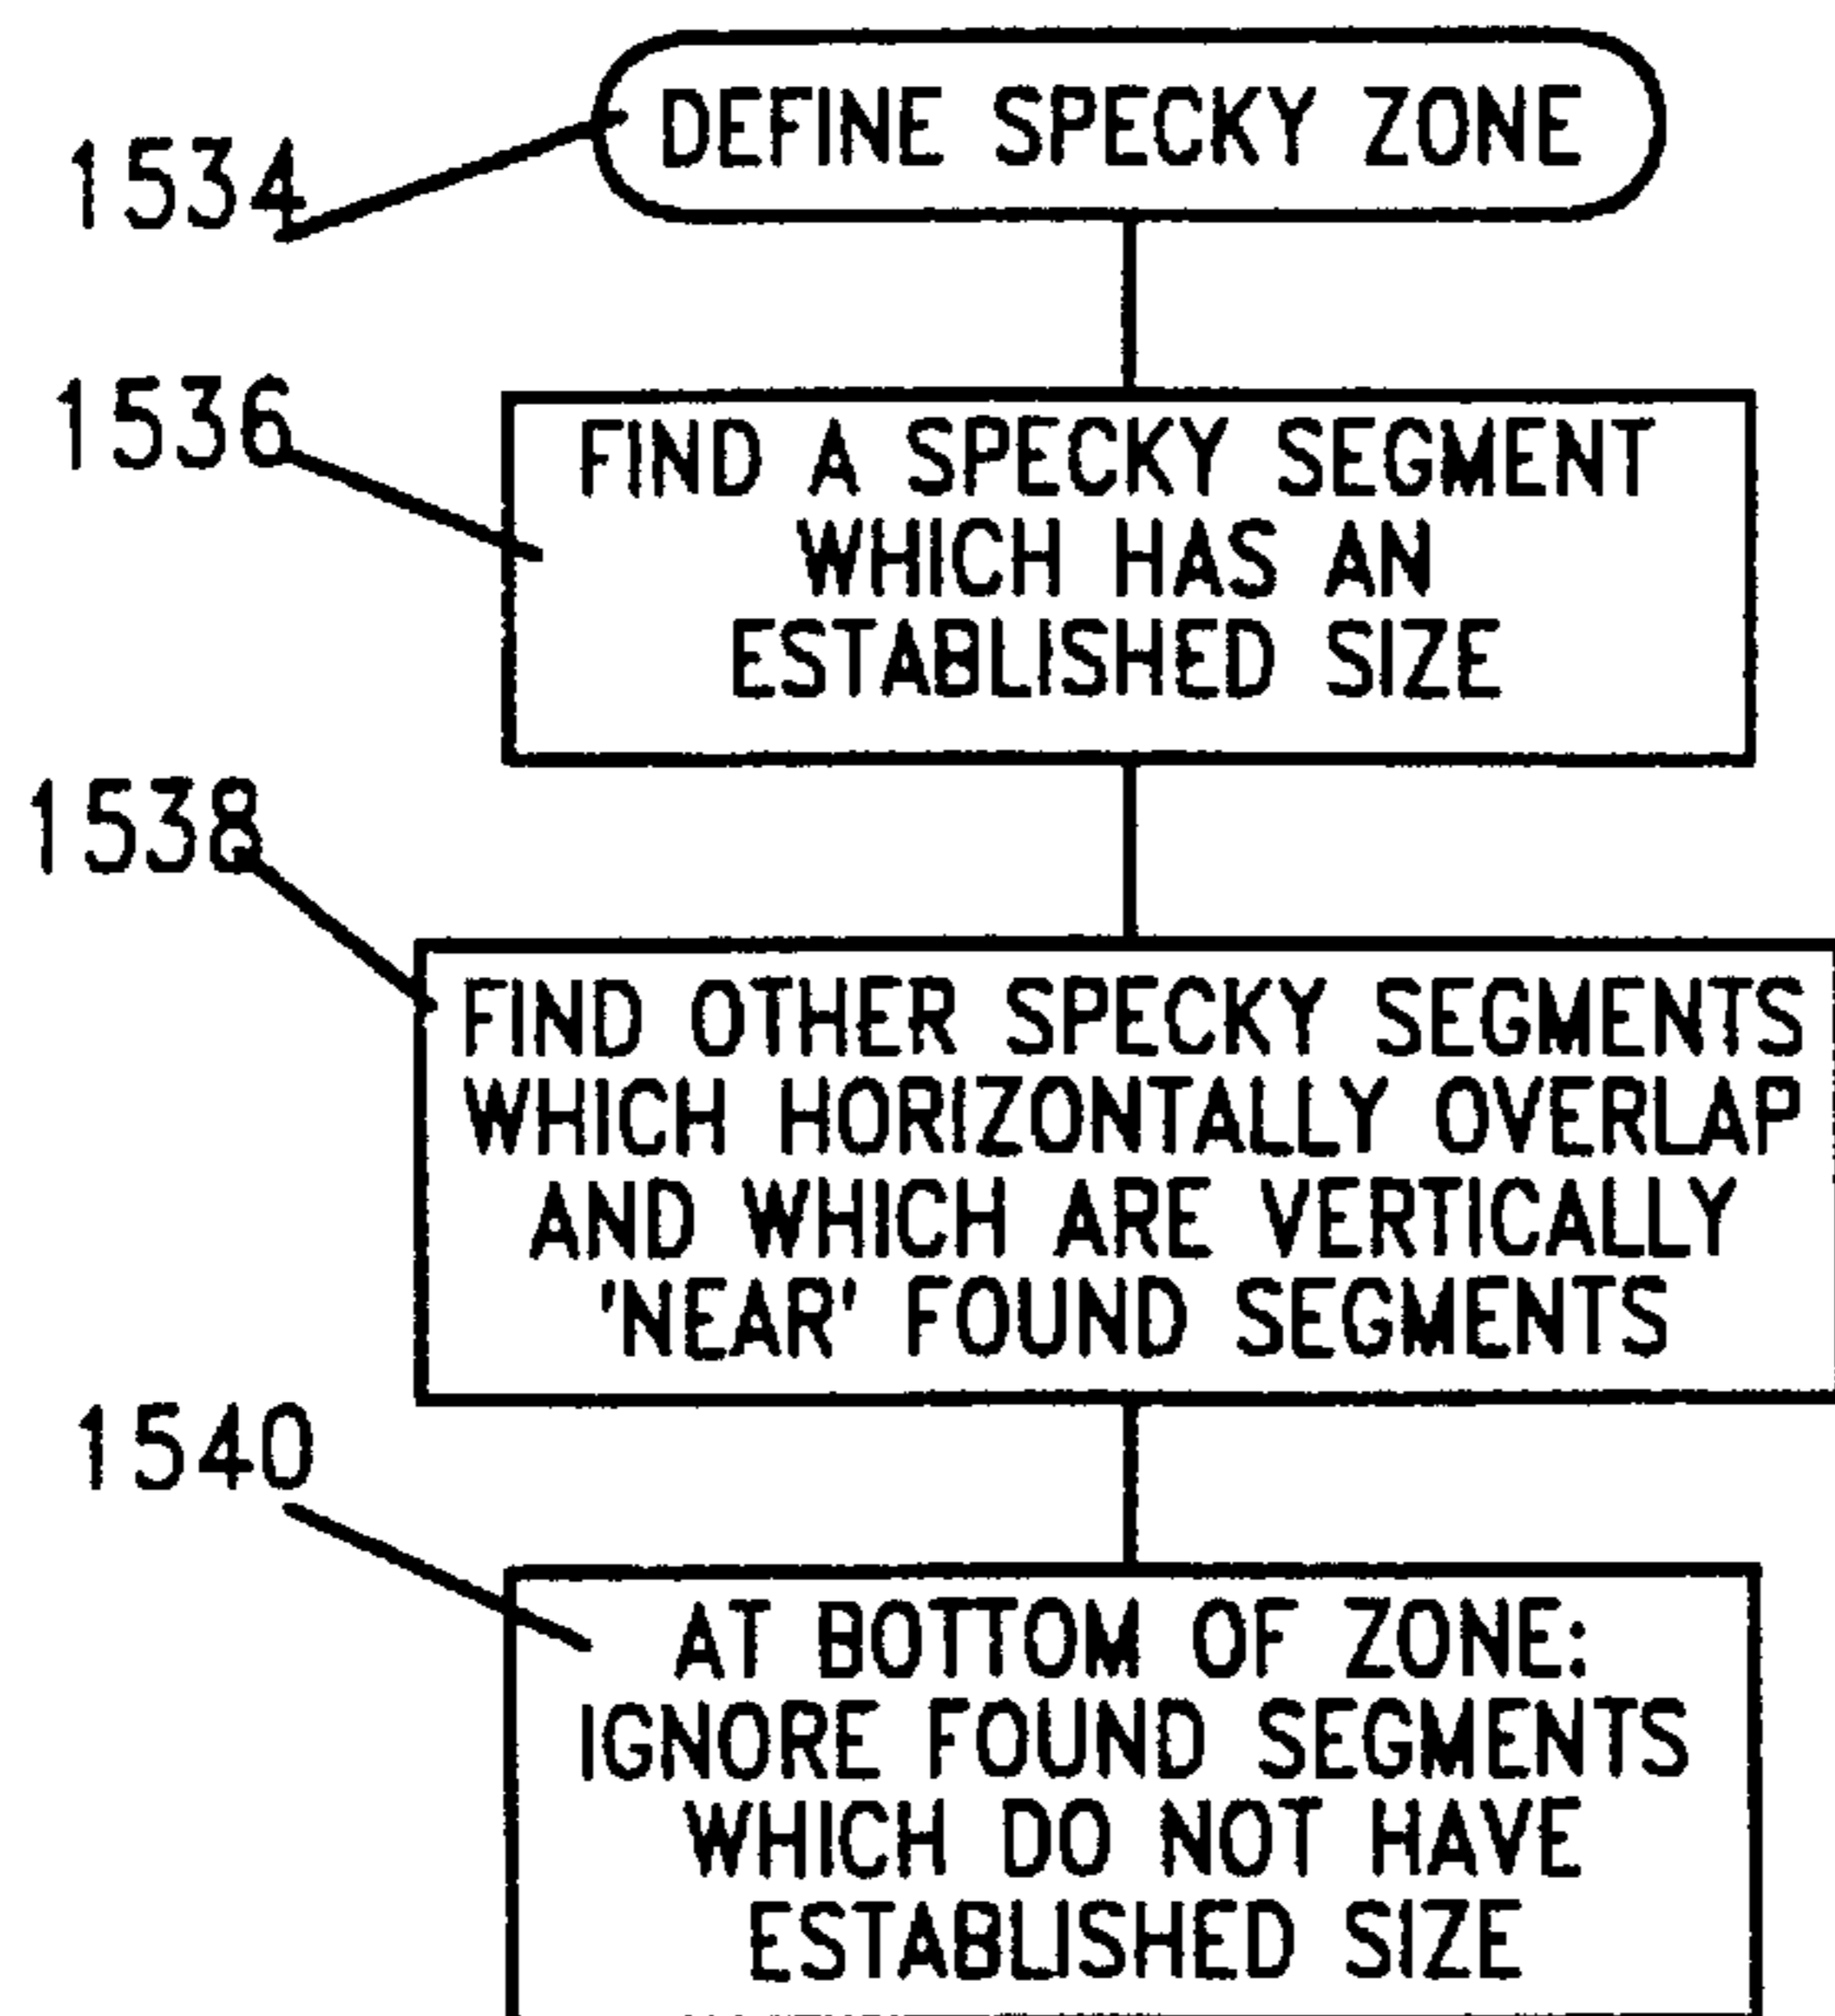 1534
DEFINE SPECKY ZONE
1536
FIND A SPECKY SEGMENT
WHICH HAS AN
ESTABLISHED SIZE
1538
FIND OTHER SPECKY SEGMENTS
WHICH HORIZONTALLY OVERLAP
AND WHICH ARE VERTICALLY
'NEAR' FOUND SEGMENTS
1540
AT BOTTOM OF ZONE:
IGNORE FOUND SEGMENTS
WHICH DO NOT HAVE
ESTABLISHED SIZE